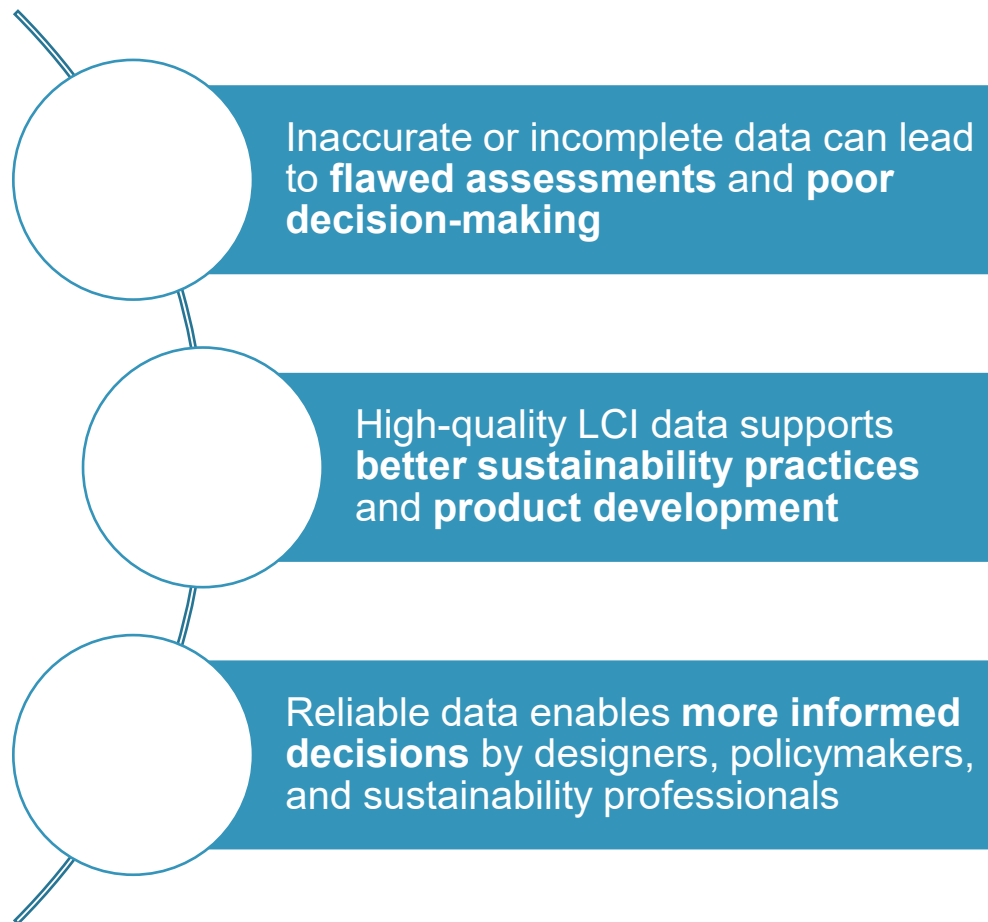 Inaccurate or incomplete data can lead
to flawed assessments and poor
decision-making
High-quality LCI data supports
better sustainability practices
and product development
Reliable data enables more informed
decisions by designers, policymakers,
and sustainability professionals